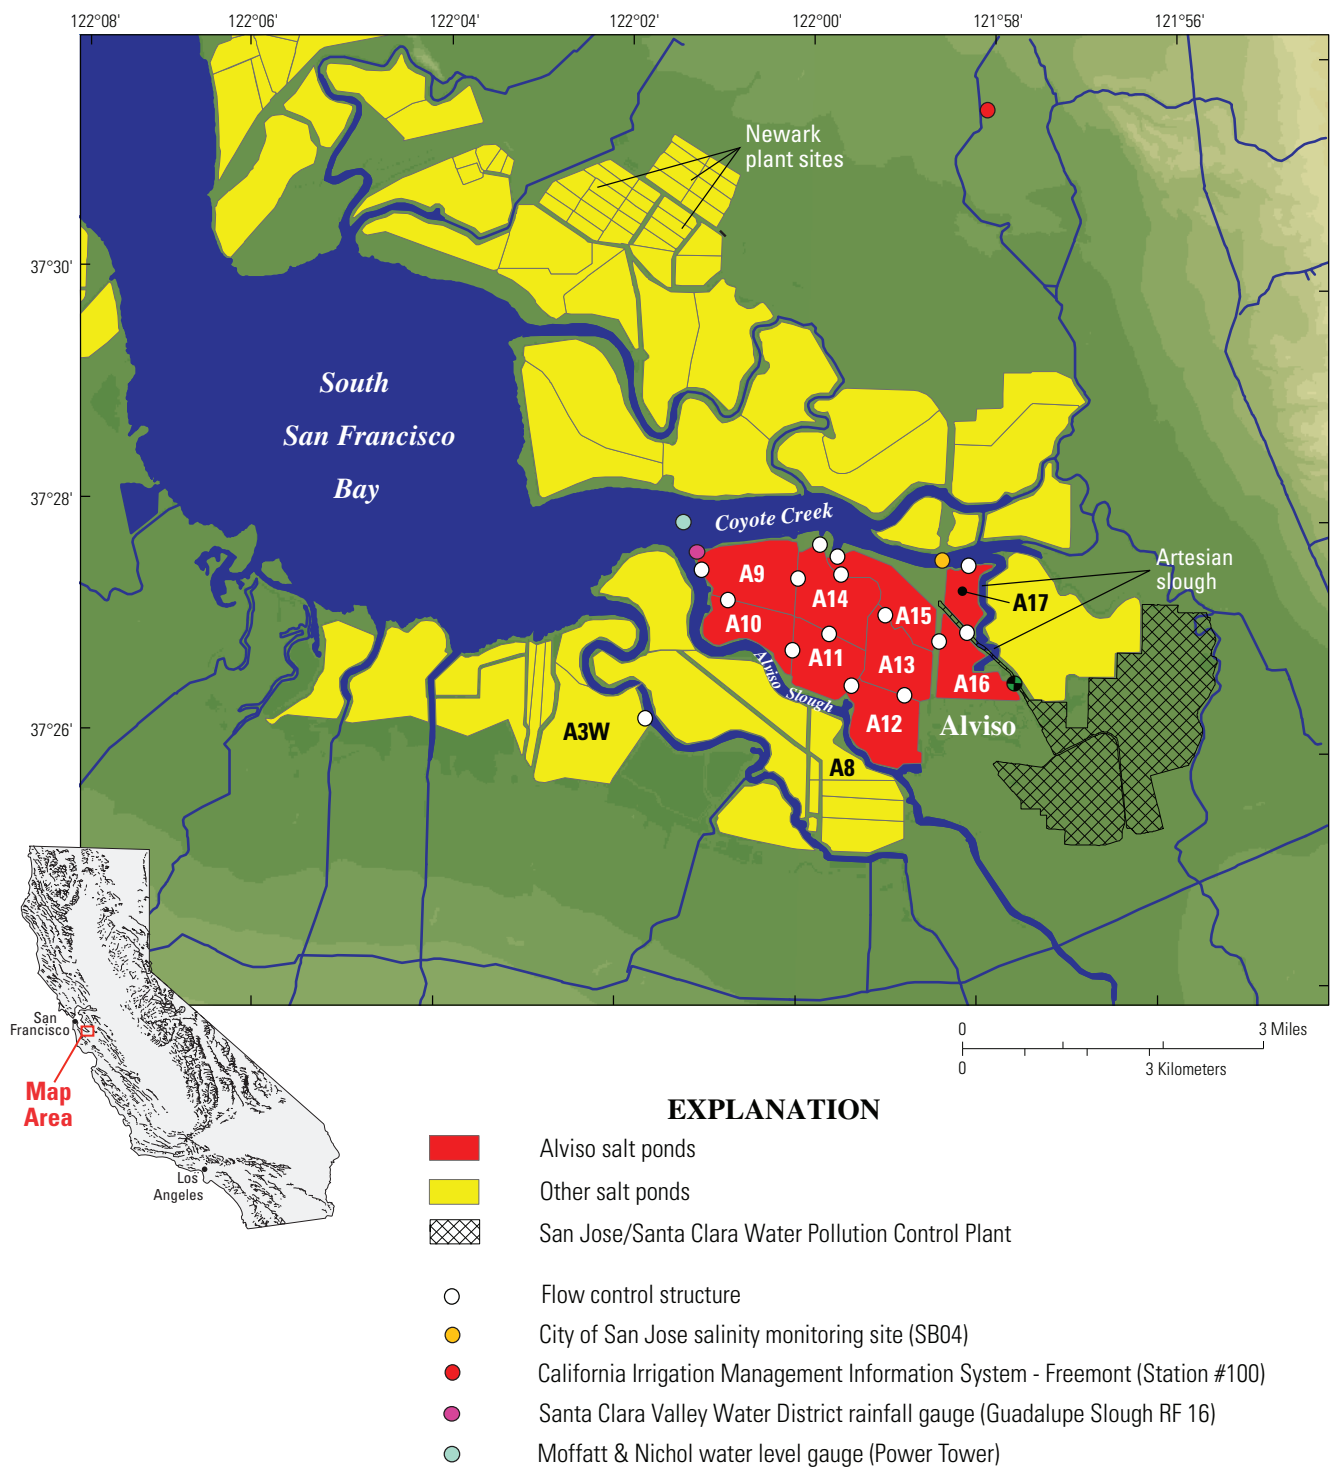 122°08'
122°06'
122°04'
122°02'
122°00'
121°58'
121°56'
Newark
plant sites
37°30'
South
San Francisco
Bay
37°28'
Coyote Creek
Artesian
slough
A9
A14
A17
A10
A15
A11
A13
Alviso Slough
A16
37°26'
A3W
A12
Alviso
A8
San
Francisco
Map
Area
Los
Angeles
0 3 Miles
0 3 Kilometers
EXPLANATION
Alviso salt ponds
Other salt ponds
San Jose/Santa Clara Water Pollution Control Plant
Flow control structure
City of San Jose salinity monitoring site (SB04)
California Irrigation Management Information System - Freemont (Station #100)
Santa Clara Valley Water District rainfall gauge (Guadalupe Slough RF 16)
Moffatt & Nichol water level gauge (Power Tower)